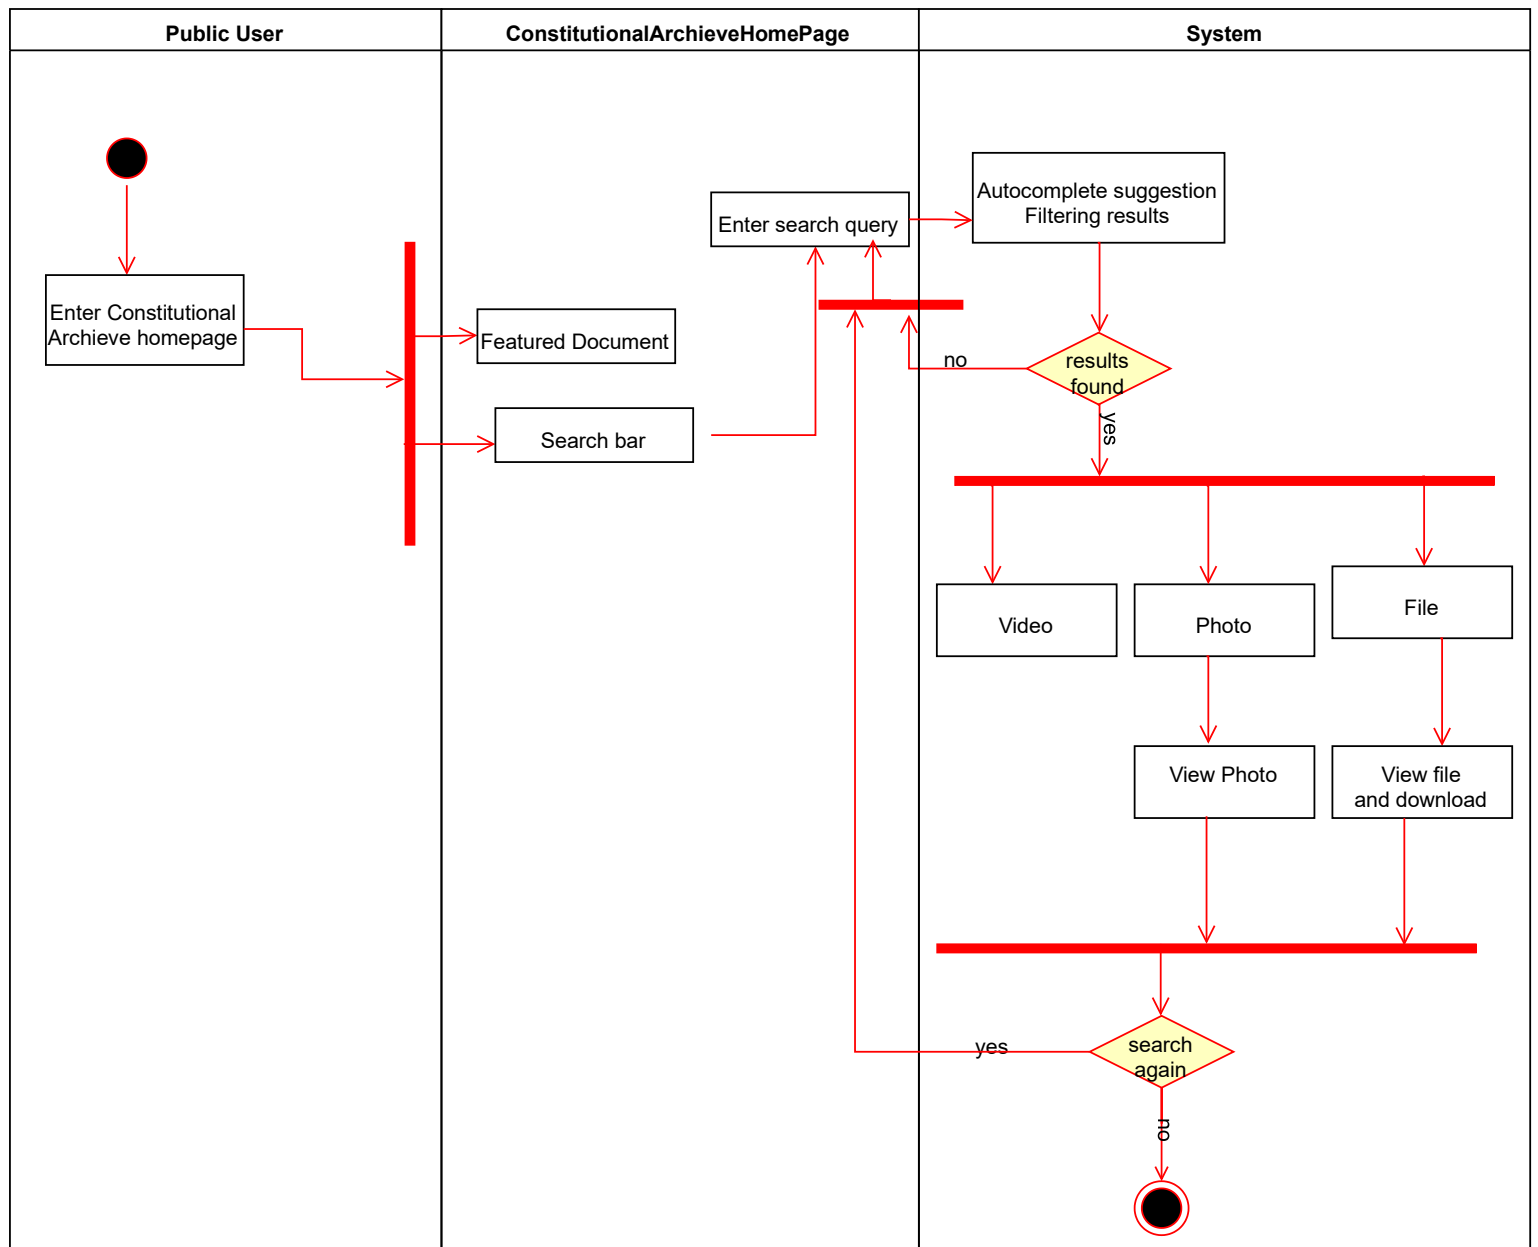 Public User
ConstitutionalArchieveHomePage
System
Enter Constitutional
Archieve homepage
Featured Document
Search bar
Enter search query
Autocomplete suggestion
Filtering results
results
found
no
yes
Video
Photo
File
View Photo
View file
and download
search
again
yes
no